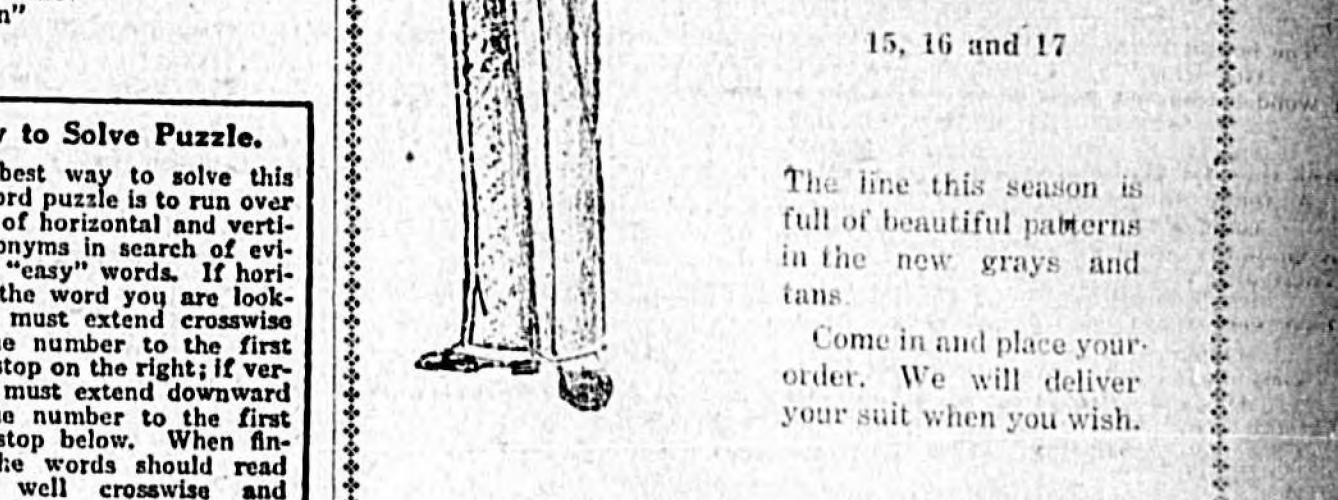 n"
to Solve Puzzle.
best way to solve this
ord puzzle is to run over
of horizontal and verti-
onyms in search of evi-
"easy" words. If hori-
the word you are look-
must extend crosswise
e number to the first
stop on the right; if ver-
must extend downward
e number to the first
stop below. When fin-
he words should read
well crosswise and
15, 16 and 17
The line this season is
full of beautiful patterns
in the new grays and
tans.
Come in and place your
order. We will deliver
your suit when you wish.